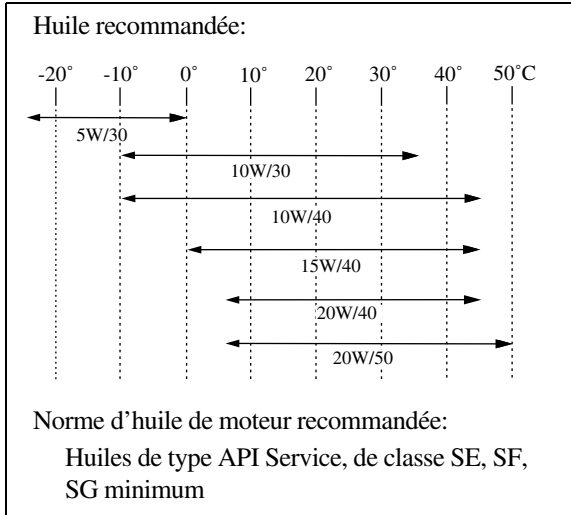 Huile recommandée:
-20˚ -10˚ 0˚ 10˚ 20˚ 30˚ 40˚ 50˚C
5W/30
10W/30
10W/40
15W/40
20W/40
20W/50
Norme d’huile de moteur recommandée:
Huiles de type API Service, de classe SE, SF,
SG minimum